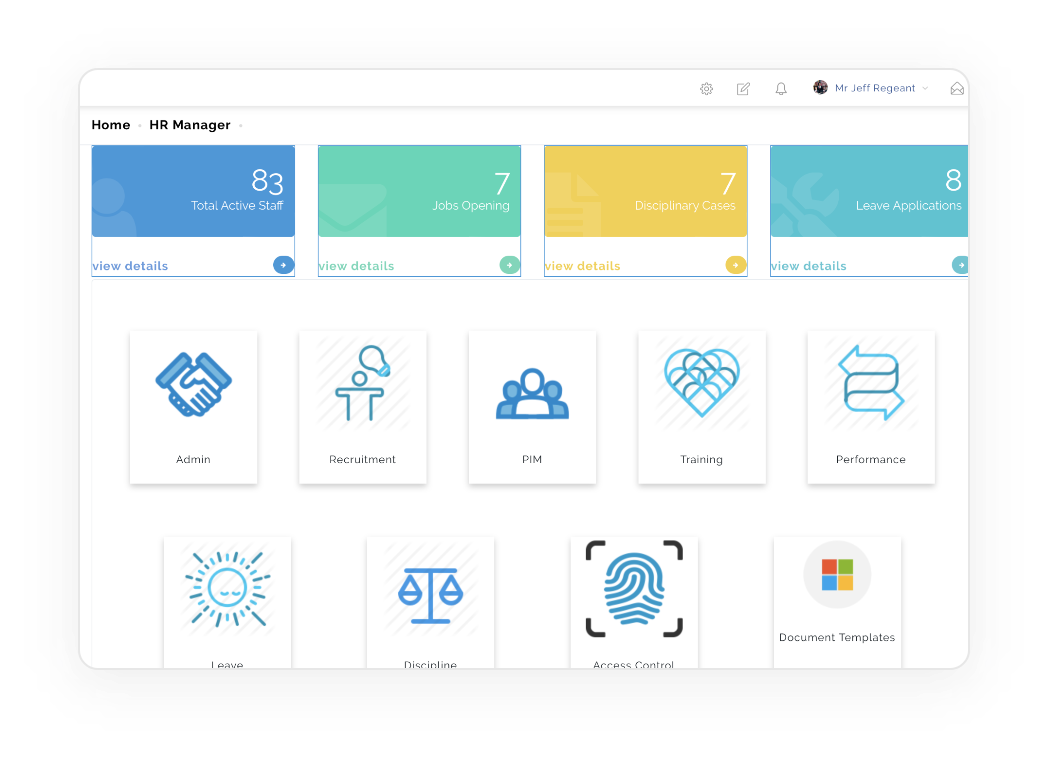 Mr Jeff Regeant
Home HR Manager
83
Total Active Staff
view details
7
Jobs Opening
view details
7
Disciplinary Cases
view details
8
Leave Applications
view details
Admin
Recruitment
PIM
Training
Performance
Leave
Discipline
Access Control
Document Templates